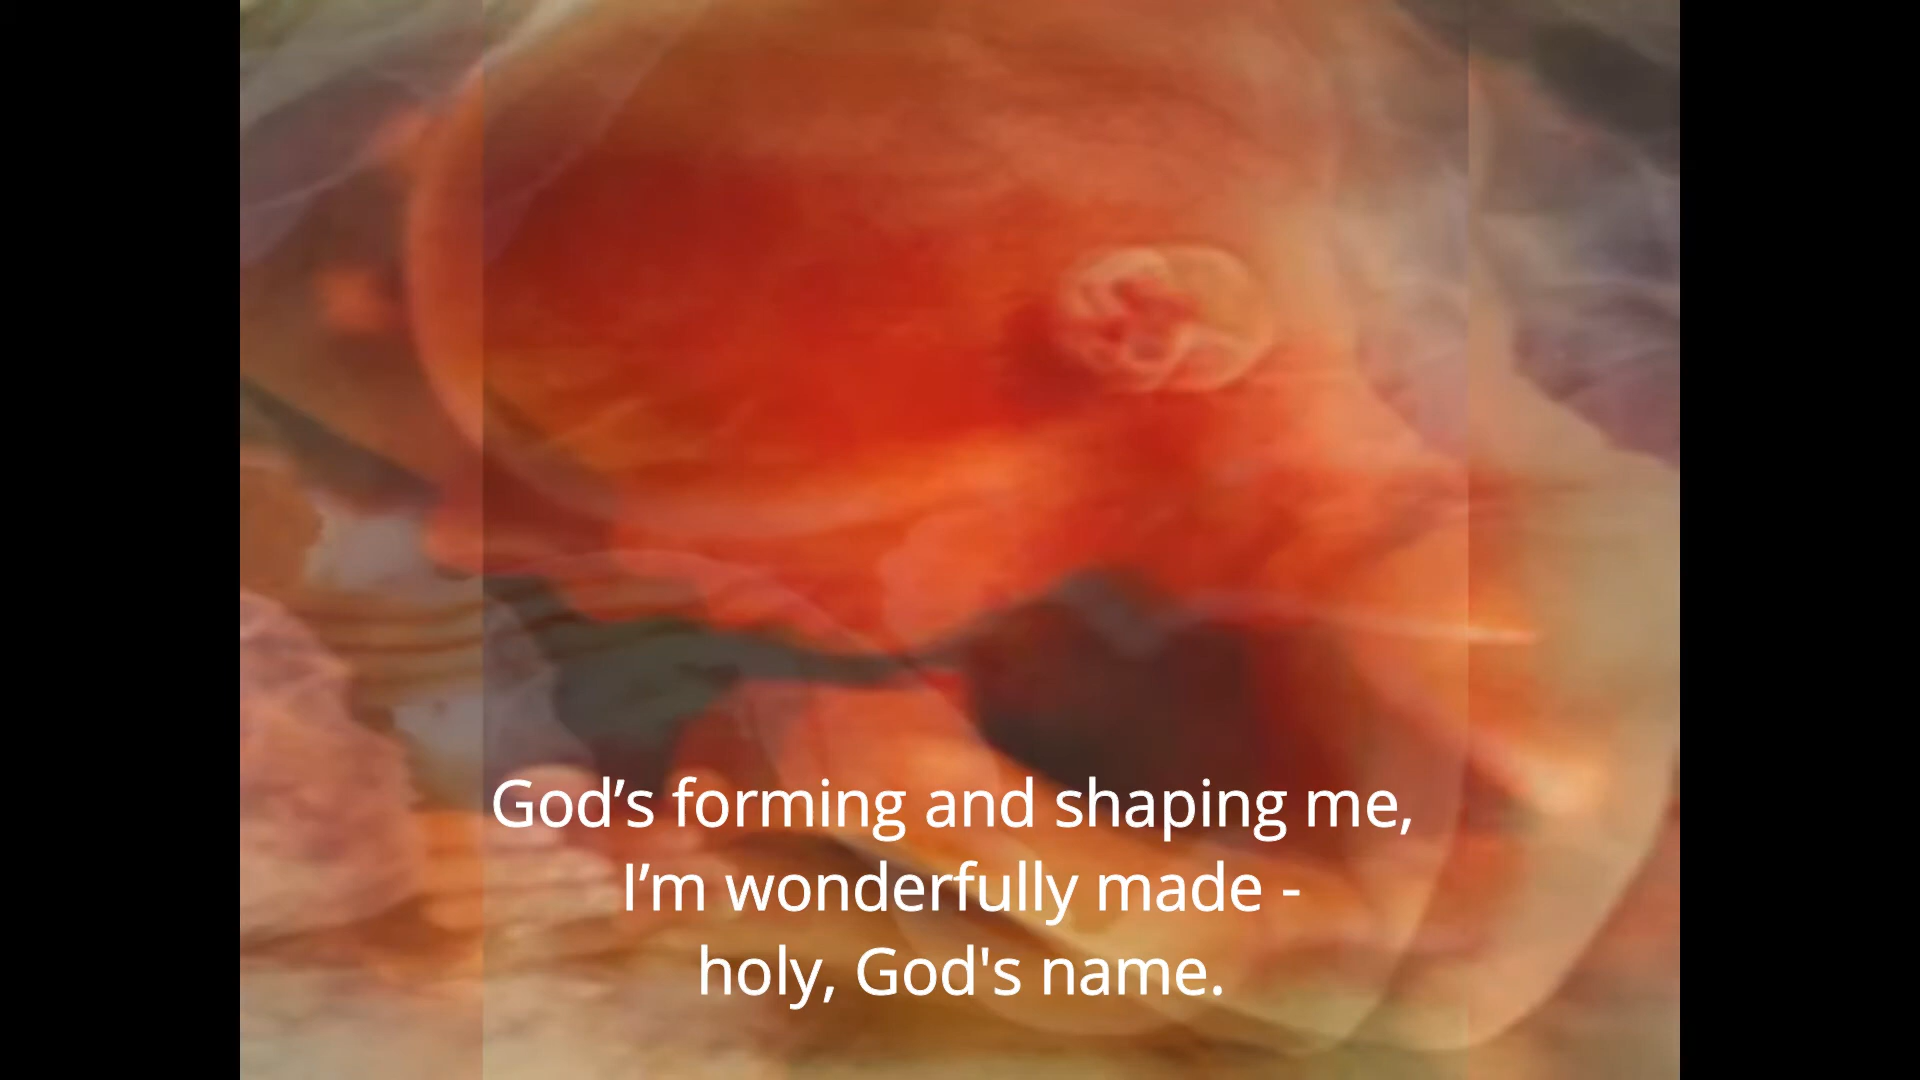 God’s forming and shaping me,
I’m wonderfully made -
holy, God's name.